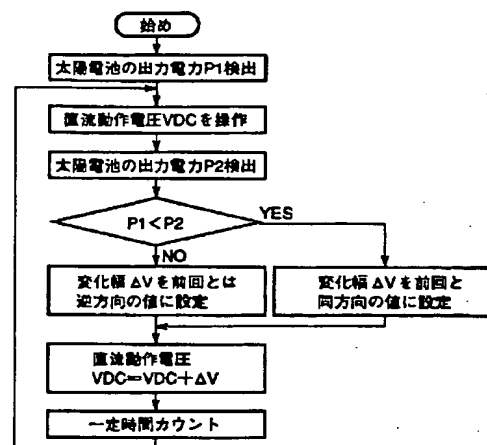 始め
太陽電池の出力電力P1検出
直流動作電圧VDCを操作
太陽電池の出力電力P2検出
P1<P2
YES
NO
変化幅ΔVを前回とは
逆方向の値に設定
変化幅ΔVを前回と
同方向の値に設定
直流動作電圧
VDC=VDC+ΔV
一定時間カウント